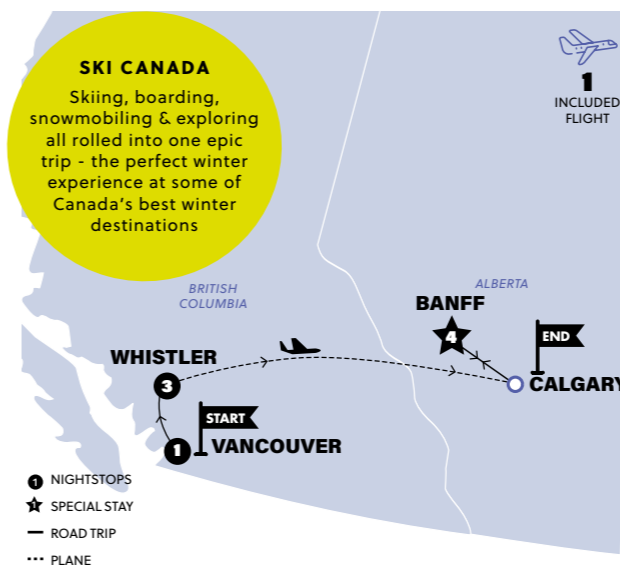 SKI CANADA
Skiing, boarding,
snowmobiling & exploring
all rolled into one epic
trip - the perfect winter
experience at some of
Canada's best winter
destinations
1
INCLUDED
FLIGHT
BRITISH
COLUMBIA
ALBERTA
BANFF
4
END
WHISTLER
3
CALGARY
START
1
VANCOUVER
1 NIGHTSTOPS
1 SPECIAL STAY
ROAD TRIP
PLANE